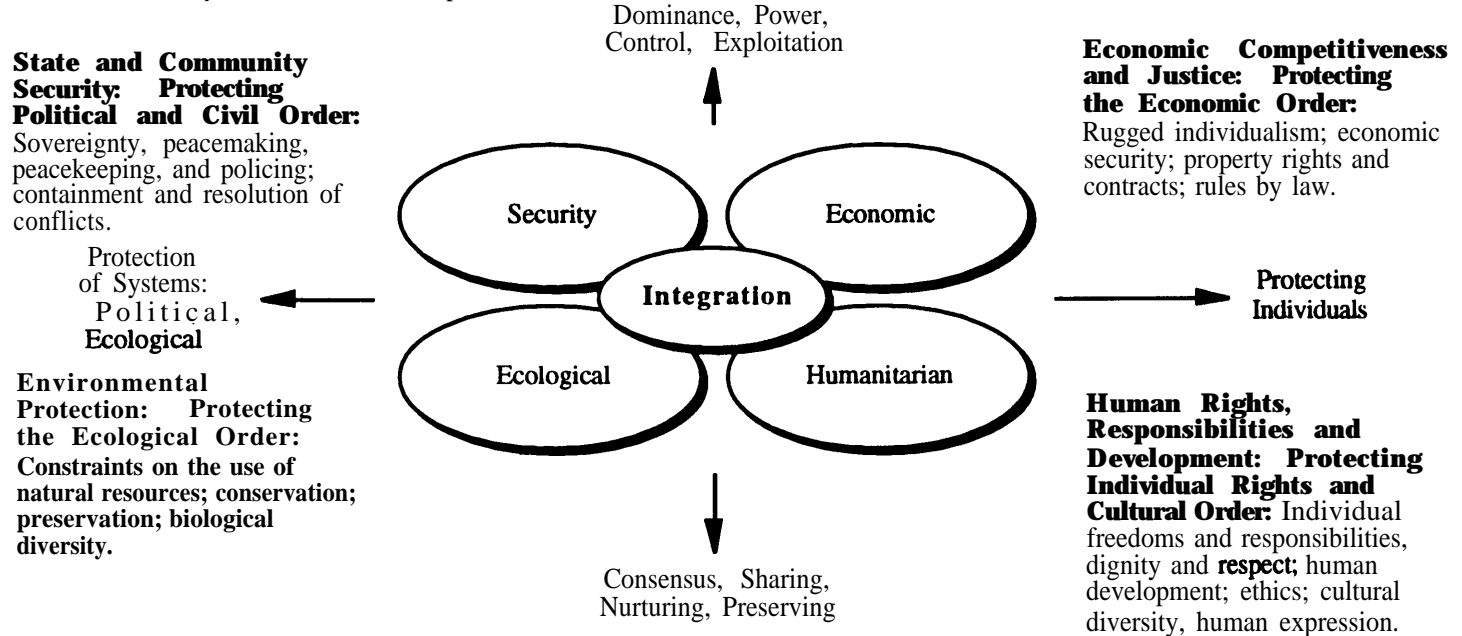 Dominance, Power,
Control, Exploitation
State and Community
Security: Protecting
Political and Civil Order:
Sovereignty, peacemaking,
peacekeeping, and policing;
containment and resolution of
conflicts.
Economic Competitiveness
and Justice: Protecting
the Economic Order:
Rugged individualism; economic
security; property rights and
contracts; rules by law.
Security
Economic
Protection
of Systems:
Political,
Ecological
Integration
Protecting
Individuals
Ecological
Humanitarian
Environmental
Protection: Protecting
the Ecological Order:
Constraints on the use of
natural resources; conservation;
preservation; biological
diversity.
Human Rights,
Responsibilities and
Development: Protecting
Individual Rights and
Cultural Order: Individual
freedoms and responsibilities,
dignity and respect; human
development; ethics; cultural
diversity, human expression.
Consensus, Sharing,
Nurturing, Preserving